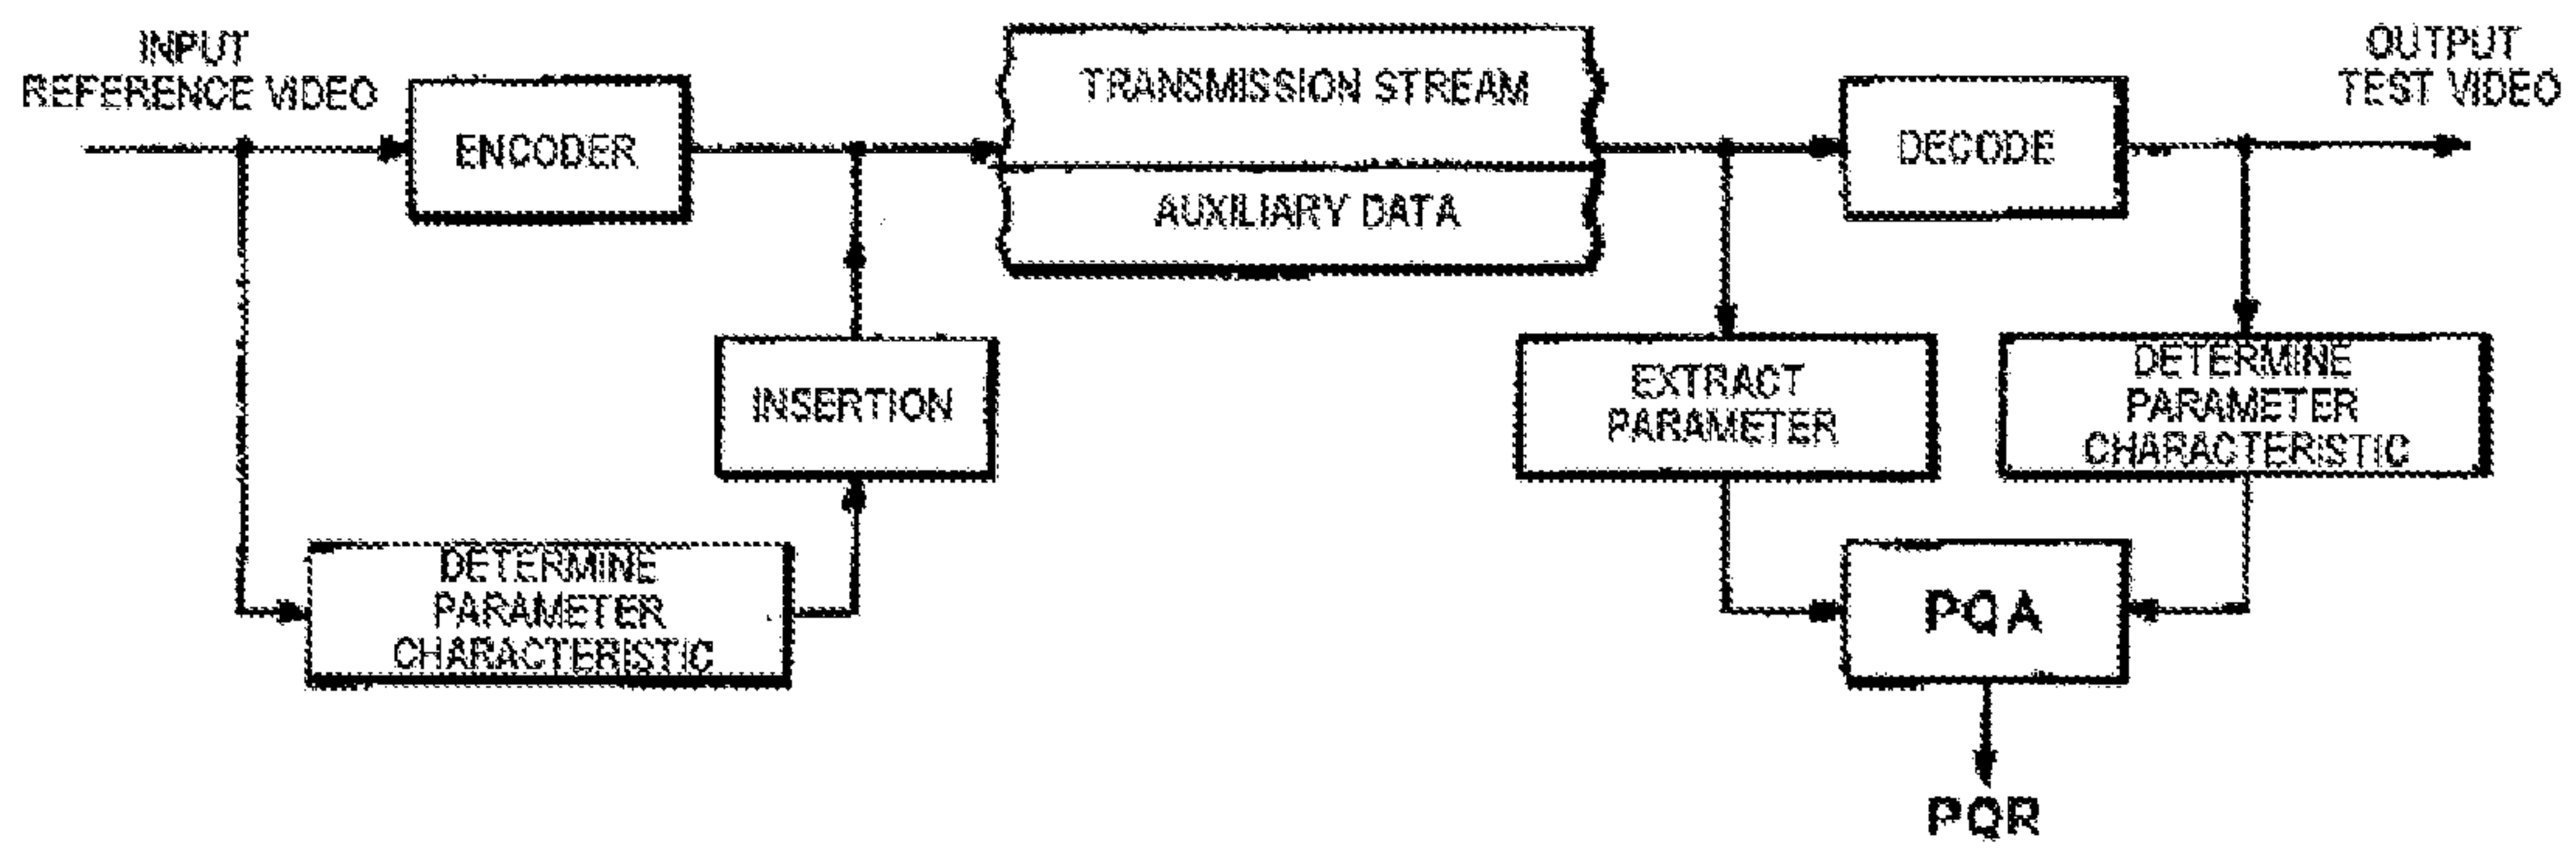 INPUT
REFERENCE VIDEO
ENCODER
TRANSMISSION STREAM
AUXILIARY DATA
DECODE
OUTPUT
TEST VIDEO
INSERTION
EXTRACT
PARAMETER
DETERMINE
PARAMETER
CHARACTERISTIC
DETERMINE
PARAMETER
CHARACTERISTIC
PQA
PQR